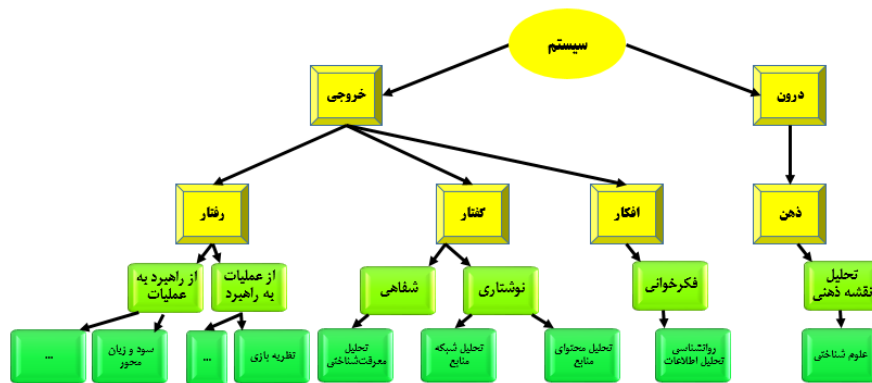 سیستم
درون
خروجی
ذهن
افکار
گفتار
رفتار
تحلیل
نقشه ذهنی
فکرخوانی
نوشتاری
شفاهی
از عملیات
به راهبرد
از راهبرد به
عملیات
علوم شناختی
روانشناسی
تحلیل اطلاعات
تحلیل محتوای
منابع
تحلیل شبکه
منابع
تحلیل
معرفت‌شناختی
نظریه بازی
...
سود و زیان
محور
...